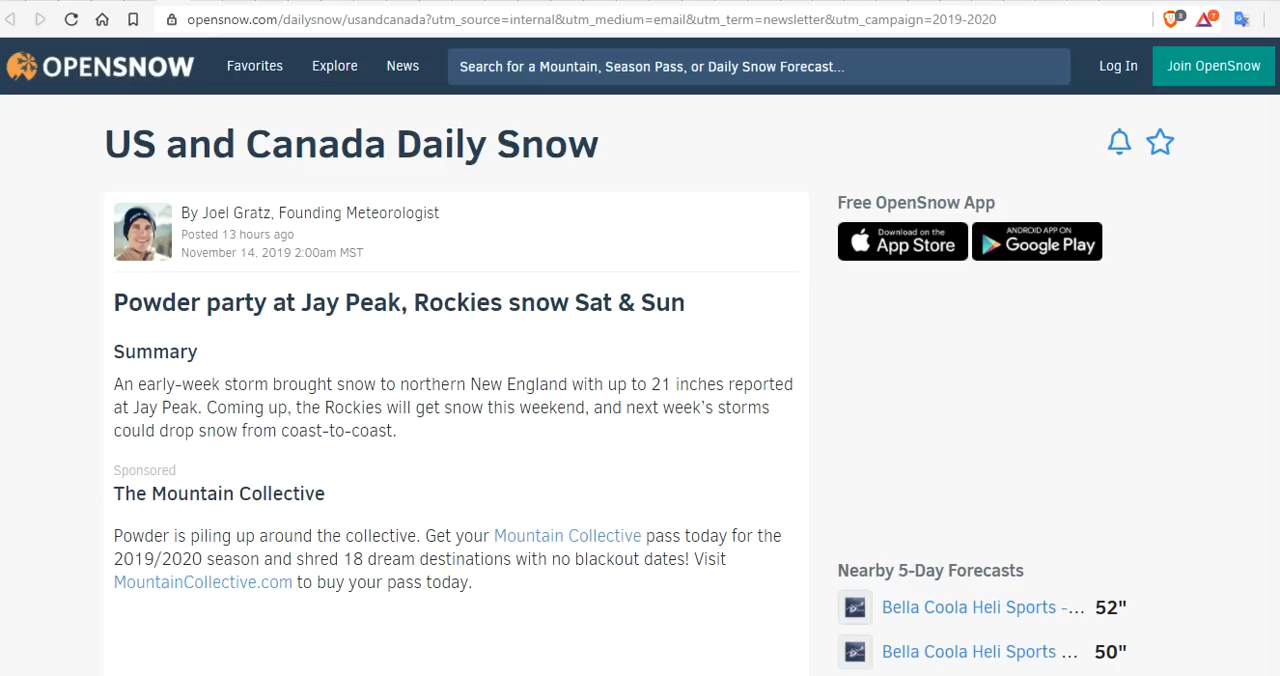 opensnow.com/dailysnow/usandcanada?utm_source=internal&utm_medium=email&utm_term=newsletter&utm_campaign=2019-2020
3
7
OPENSNOW
Favorites
Explore
News
Search for a Mountain, Season Pass, or Daily Snow Forecast...
Log In
Join OpenSnow
US and Canada Daily Snow
By Joel Gratz, Founding Meteorologist
Posted 13 hours ago
November 14, 2019 2:00am MST
Powder party at Jay Peak, Rockies snow Sat & Sun
Summary
An early-week storm brought snow to northern New England with up to 21 inches reported
at Jay Peak. Coming up, the Rockies will get snow this weekend, and next week's storms
could drop snow from coast-to-coast.
Sponsored
The Mountain Collective
Powder is piling up around the collective. Get your Mountain Collective pass today for the
2019/2020 season and shred 18 dream destinations with no blackout dates! Visit
MountainCollective.com to buy your pass today.
Free OpenSnow App
Download on the
App Store
ANDROID APP ON
Google Play
Nearby 5-Day Forecasts
Bella Coola Heli Sports -... 52"
Bella Coola Heli Sports ... 50"